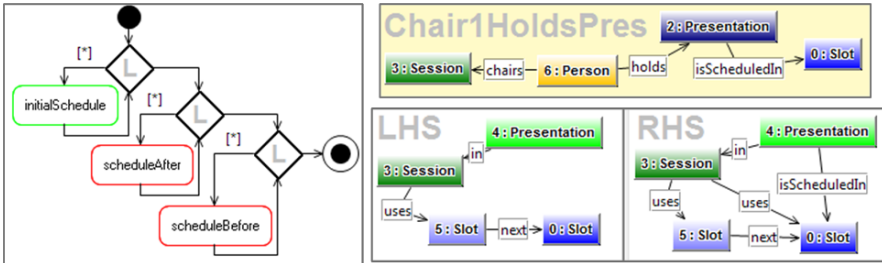 [*]
L
initialSchedule
[*]
L
scheduleAfter
[*]
L
scheduleBefore
Chair1HoldsPres
2 : Presentation
3 : Session
chairs
6 : Person
holds
isScheduledIn
0 : Slot
LHS
4 : Presentation
in
3 : Session
uses
5 : Slot
next
0 : Slot
RHS
4 : Presentation
in
3 : Session
isScheduledIn
uses
uses
5 : Slot
next
0 : Slot